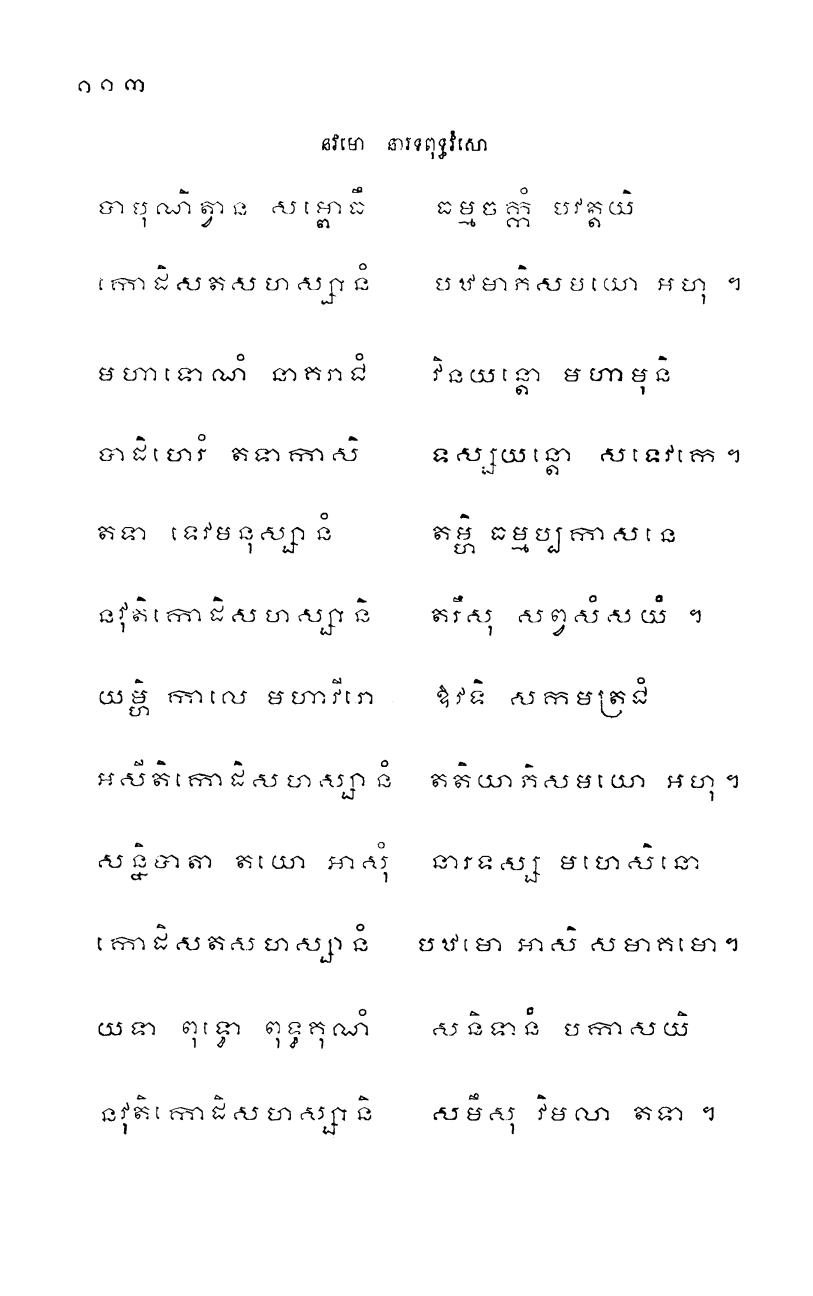 ១១៣
នវមោ នារទពុទ្ធវំសោ
បាបុណិត្វាន សម្ពោធឹ ធម្មចក្កំ បវត្តយិ
កោដិសតសហស្សានំ បឋមាភិសមយោ អហុ ។
មហាទោណំ នាគរាជំ វិនយន្តោ មហាមុនិ
បាដិហេរំ តទាកាសិ ទស្សយន្តោ សទេវកេ ។
តទា ទេវមនុស្សានំ តម្ហិ ធម្មប្បកាសនេ
នវុតិកោដិសហស្សានិ តរឹសុ សព្វសំសយំ ។
យម្ហិ កាលេ មហាវីរោ ឱវទិ សកមត្រជំ
អសីតិកោដិសហស្សានំ តតិយាភិសមយោ អហុ ។
សន្និបាតា តយោ អាសុំ នារទស្ស មហេសិនោ
កោដិសតសហស្សានំ បឋមោ អាសិ សមាគមោ ។
យទា ពុទ្ធោ ពុទ្ធគុណំ សនិទានំ បកាសយិ
នវុតិកោដិសហស្សានិ សមឹសុ វិមលា តទា ។